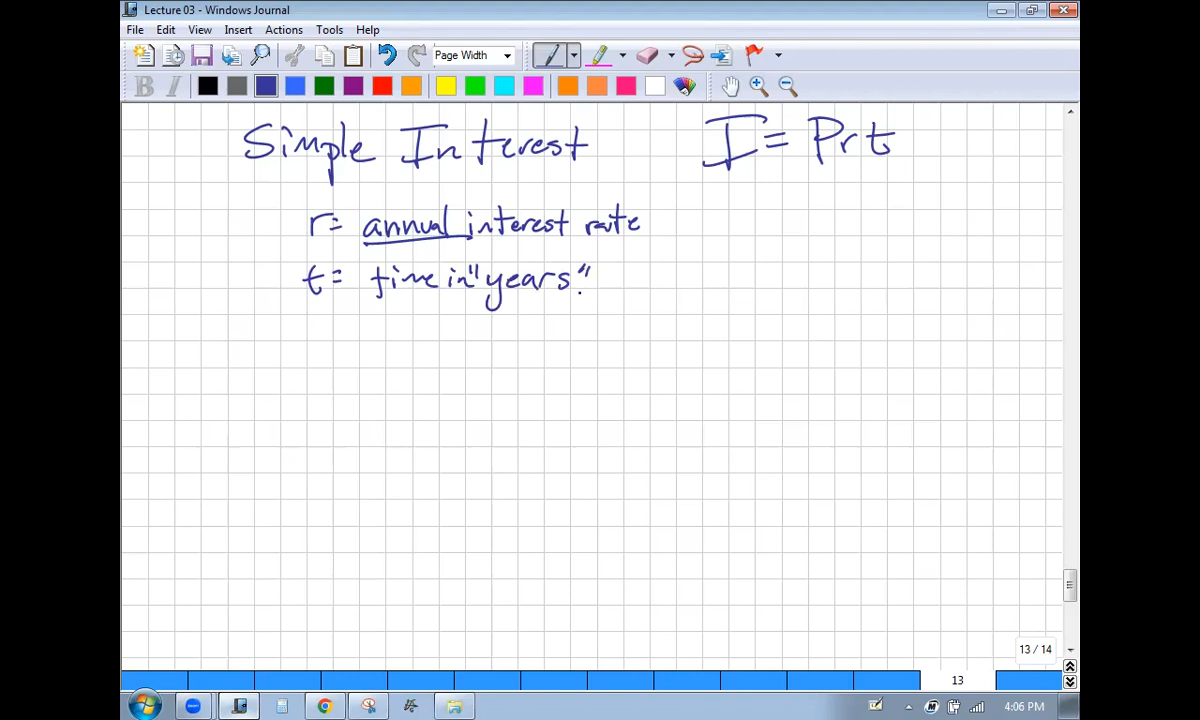 Lecture 03 - Windows Journal
File Edit View Insert Actions Tools Help
Page Width
B I
Simple Interest I = Prt
r = annual interest rate
t = time in "years."
13 / 14
13
4:06 PM